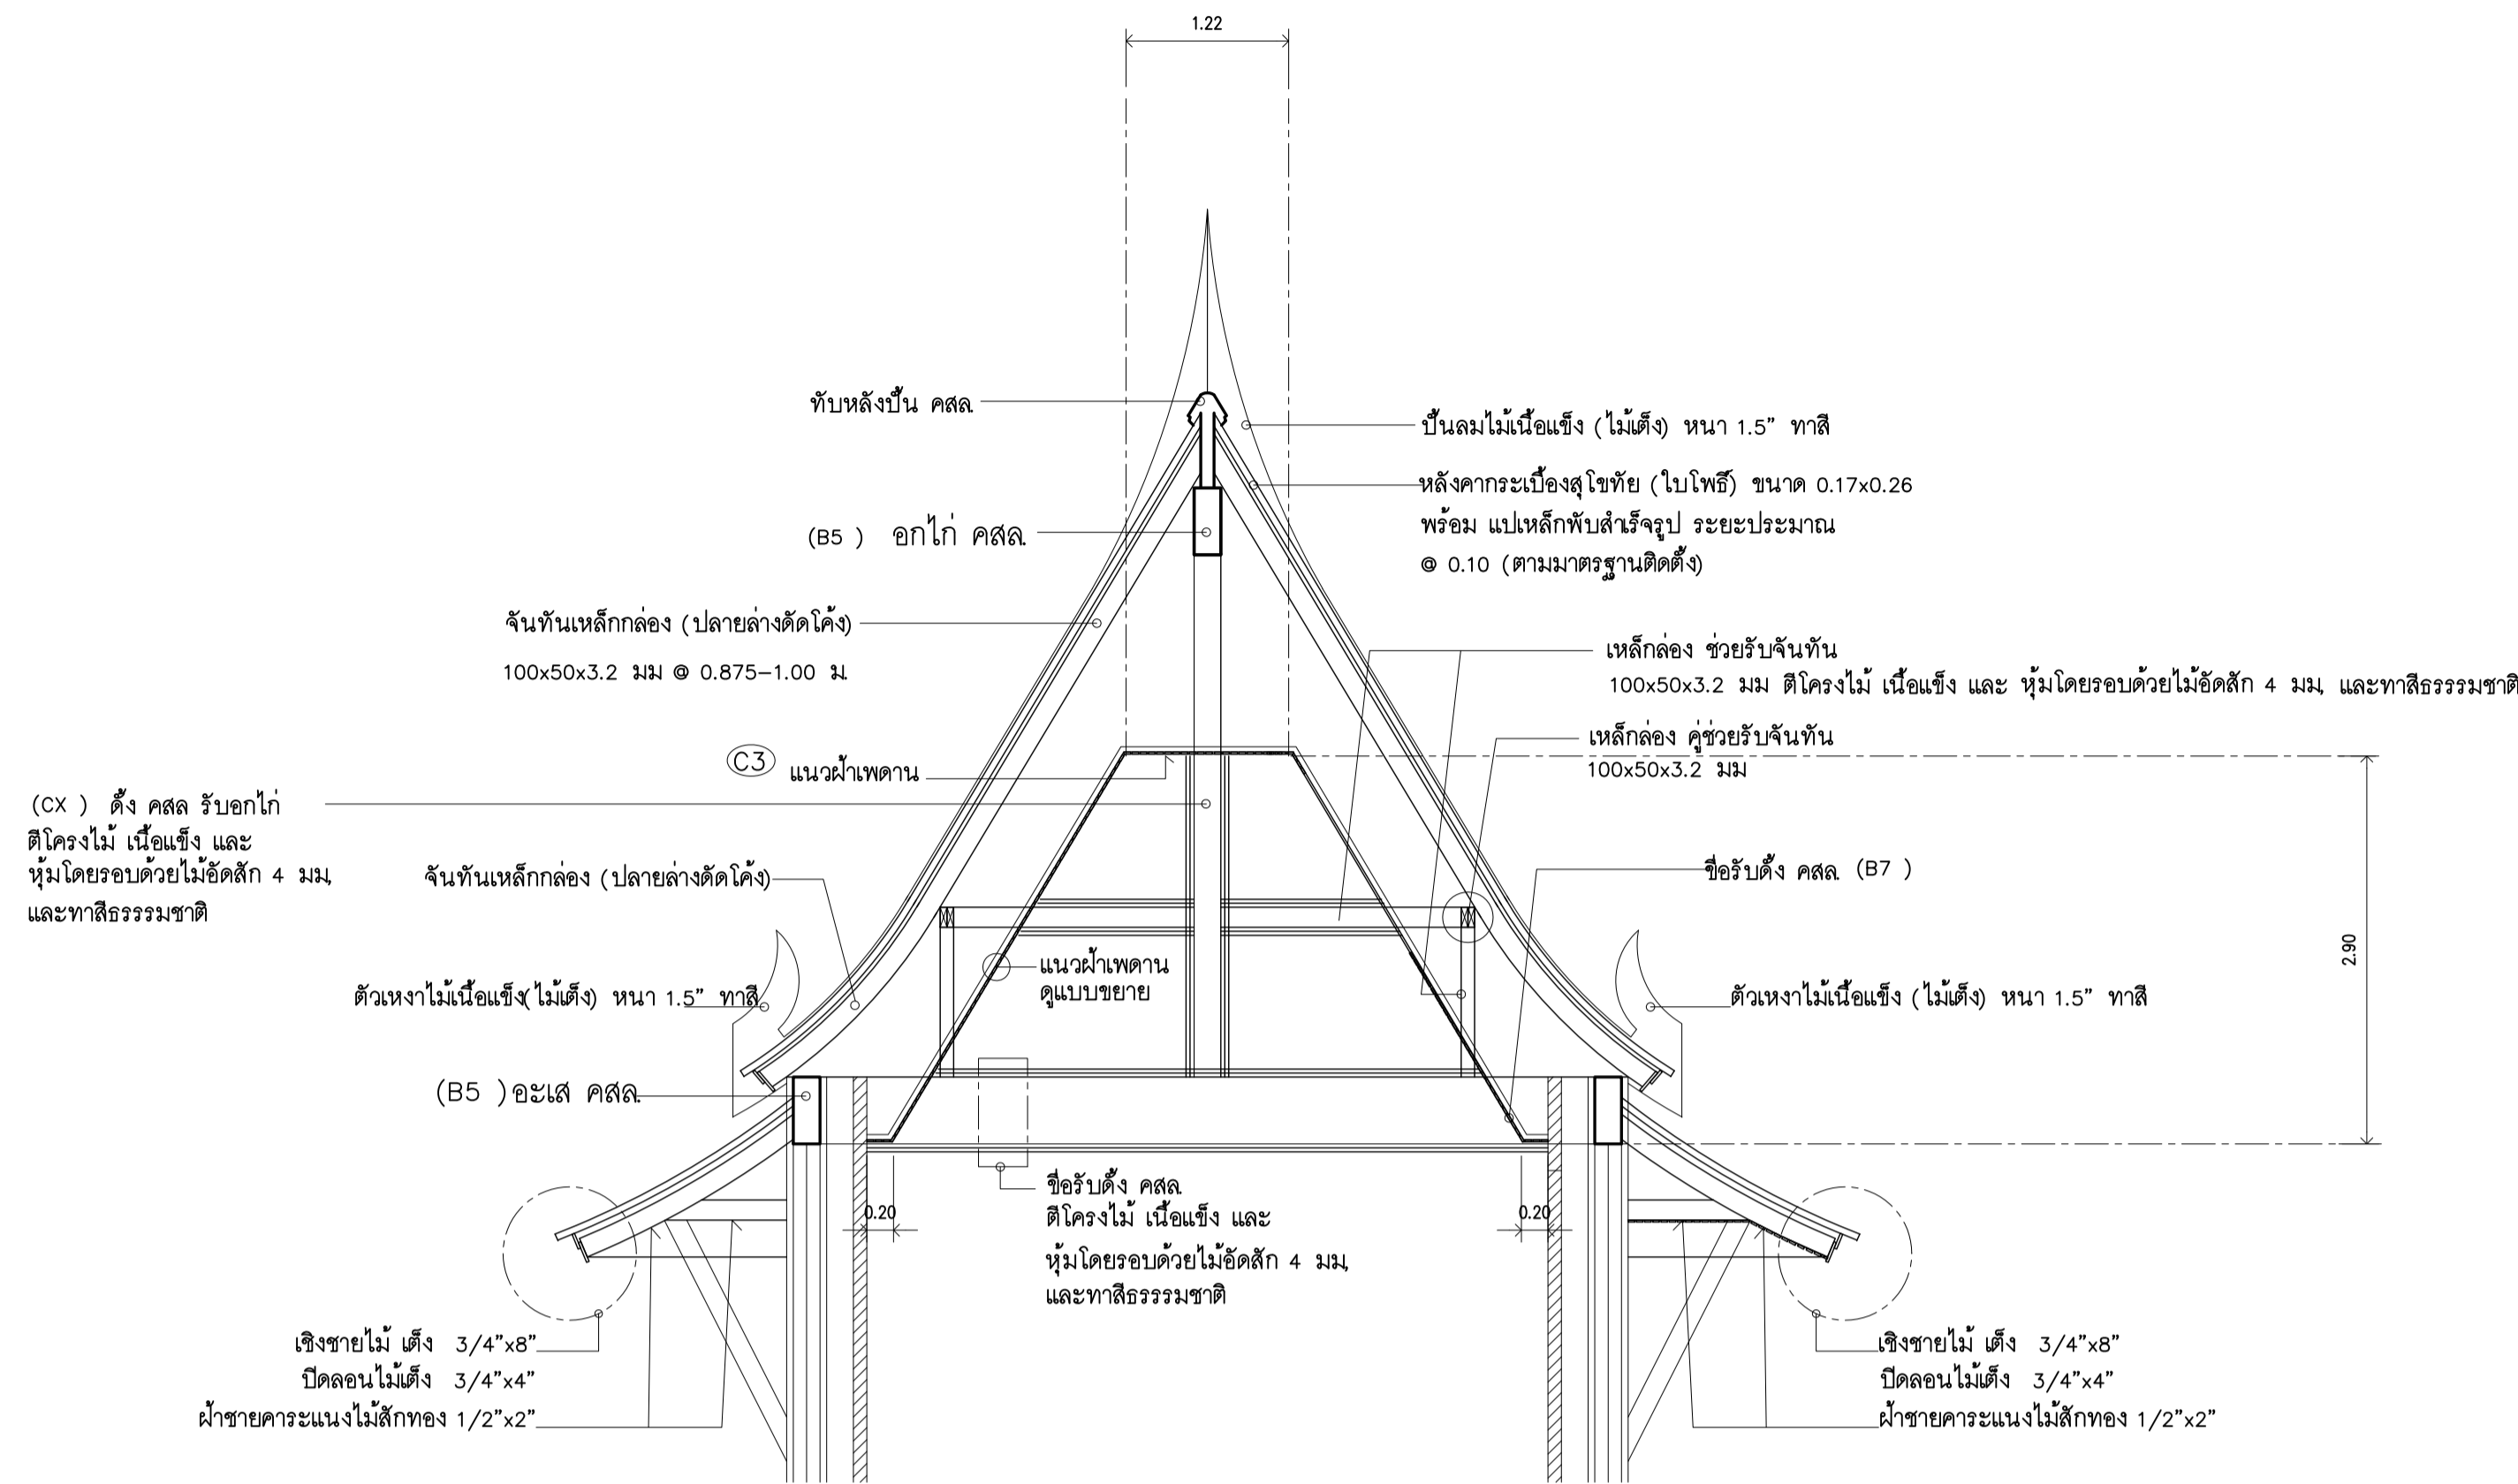 1.22
ทับหลังปั้น คสล.
ปั้นลมไม้เนื้อแข็ง (ไม้เต็ง) หนา 1.5" ทาสี
หลังคากระเบื้องสุโขทัย (ใบโพธิ์) ขนาด 0.17x0.26
พร้อม แปเหล็กพับสำเร็จรูป ระยะประมาณ
@ 0.10 (ตามมาตรฐานติดตั้ง)
(B5 ) อกไก่ คสล.
จันทันเหล็กกล่อง (ปลายล่างดัดโค้ง)
100x50x3.2 มม @ 0.875-1.00 ม.
เหล็กล่อง ช่วยรับจันทัน
100x50x3.2 มม ตีโครงไม้ เนื้อแข็ง และ หุ้มโดยรอบด้วยไม้อัดสัก 4 มม, และทาสีธรรรมชาติ
เหล็กล่อง คู่ช่วยรับจันทัน
100x50x3.2 มม
C3 แนวฝ้าเพดาน
(CX ) ดั้ง คสล รับอกไก่
ตีโครงไม้ เนื้อแข็ง และ
หุ้มโดยรอบด้วยไม้อัดสัก 4 มม,
และทาสีธรรรมชาติ
จันทันเหล็กกล่อง (ปลายล่างดัดโค้ง)
ขื่อรับดั้ง คสล. (B7 )
2.90
แนวฝ้าเพดาน
ดูแบบขยาย
ตัวเหงาไม้เนื้อแข็ง(ไม้เต็ง) หนา 1.5" ทาสี
ตัวเหงาไม้เนื้อแข็ง (ไม้เต็ง) หนา 1.5" ทาสี
(B5 )อะเส คสล.
0.20
0.20
ขื่อรับดั้ง คสล.
ตีโครงไม้ เนื้อแข็ง และ
หุ้มโดยรอบด้วยไม้อัดสัก 4 มม,
และทาสีธรรรมชาติ
เชิงชายไม้ เต็ง 3/4"x8"
ปิดลอนไม้เต็ง 3/4"x4"
ฝ้าชายคาระแนงไม้สักทอง 1/2"x2"
เชิงชายไม้ เต็ง 3/4"x8"
ปิดลอนไม้เต็ง 3/4"x4"
ฝ้าชายคาระแนงไม้สักทอง 1/2"x2"